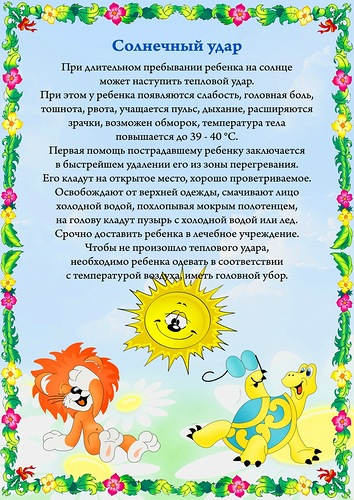 Солнечный удар
При длительном пребывании ребенка на солнце
может наступить тепловой удар.
При этом у ребенка появляются слабость, головная боль,
тошнота, рвота, учащается пульс, дыхание, расширяются
зрачки, возможен обморок, температура тела
повышается до 39 - 40 °С.
Первая помощь пострадавшему ребенку заключается
в быстрейшем удалении его из зоны перегревания.
Его кладут на открытое место, хорошо проветриваемое.
Освобождают от верхней одежды, смачивают лицо
холодной водой, похлопывая мокрым полотенцем,
на голову кладут пузырь с холодной водой или лед.
Срочно доставить ребенка в лечебное учреждение.
Чтобы не произошло теплового удара,
необходимо ребенка одевать в соответствии
с температурой воздуха, иметь головной убор.